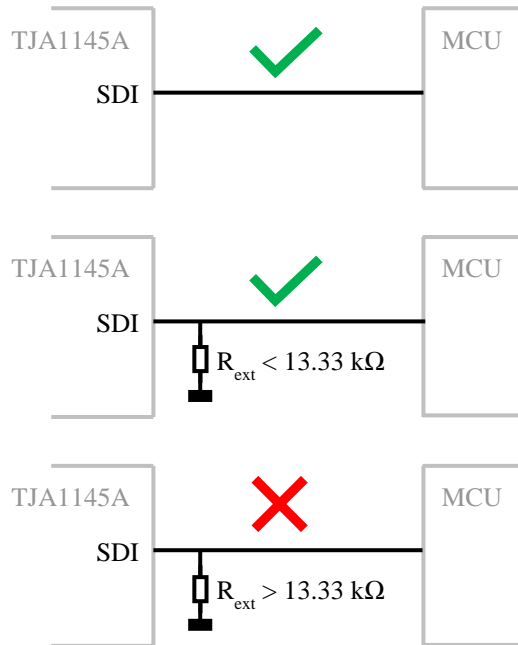 TJA1145A MCU
SDI
TJA1145A MCU
SDI
Rext < 13.33 kΩ
TJA1145A MCU
SDI
Rext > 13.33 kΩ